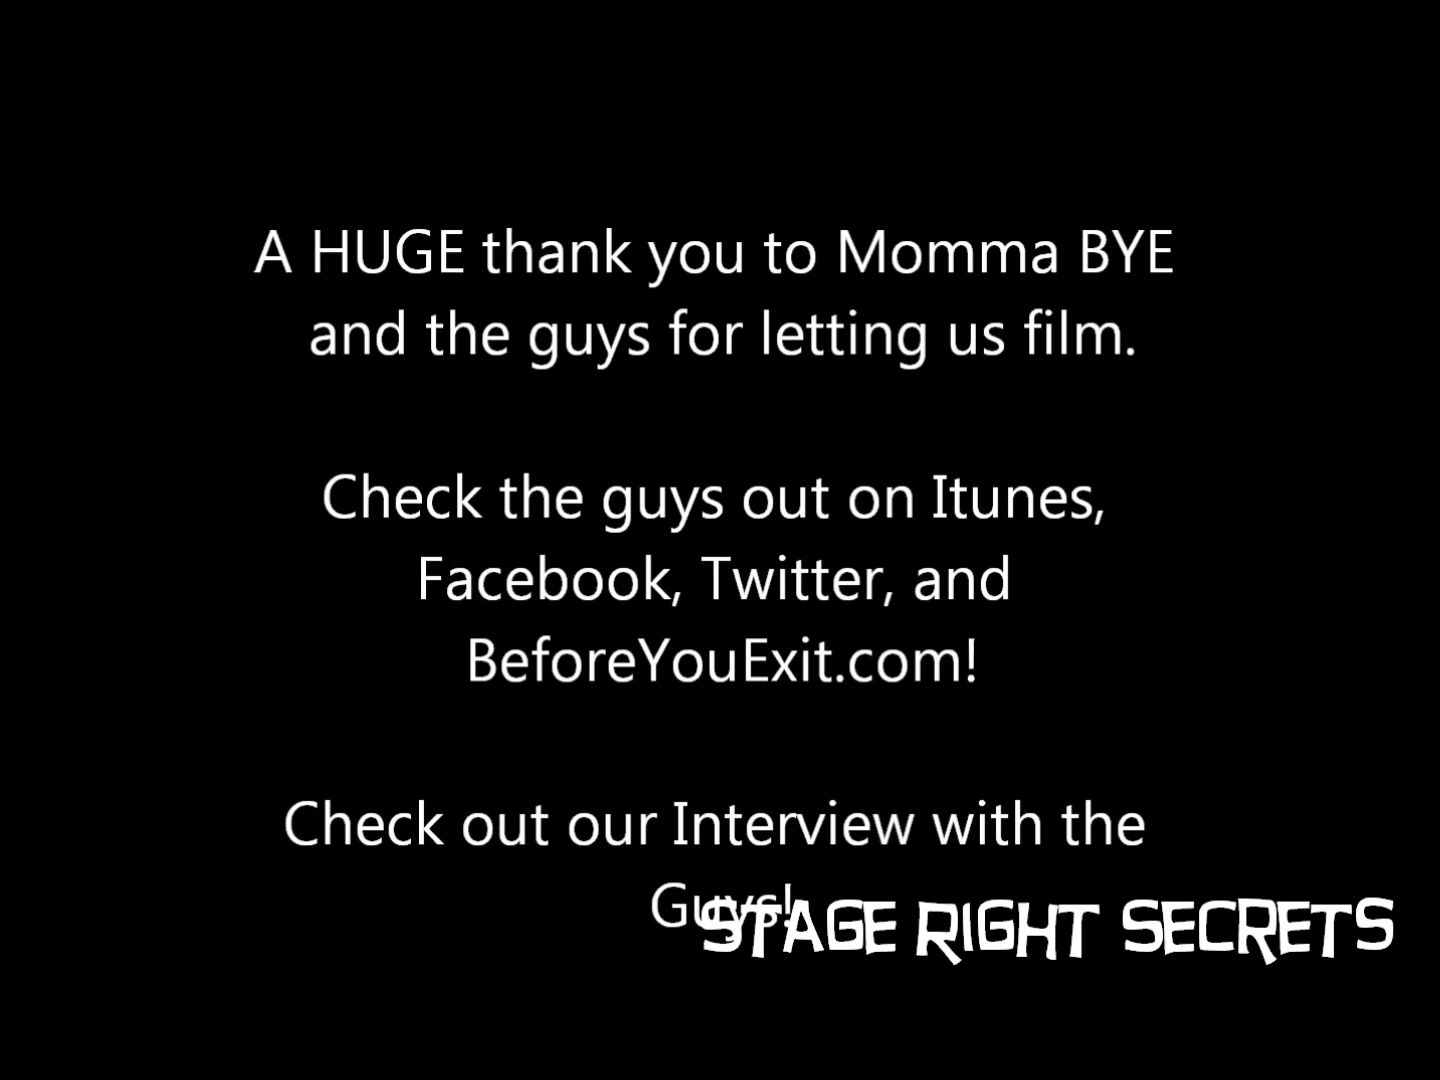 A HUGE thank you to Momma BYE
and the guys for letting us film.
Check the guys out on Itunes,
Facebook, Twitter, and
BeforeYouExit.com!
Check out our Interview with the
Guys!
STAGE RIGHT SECRETS